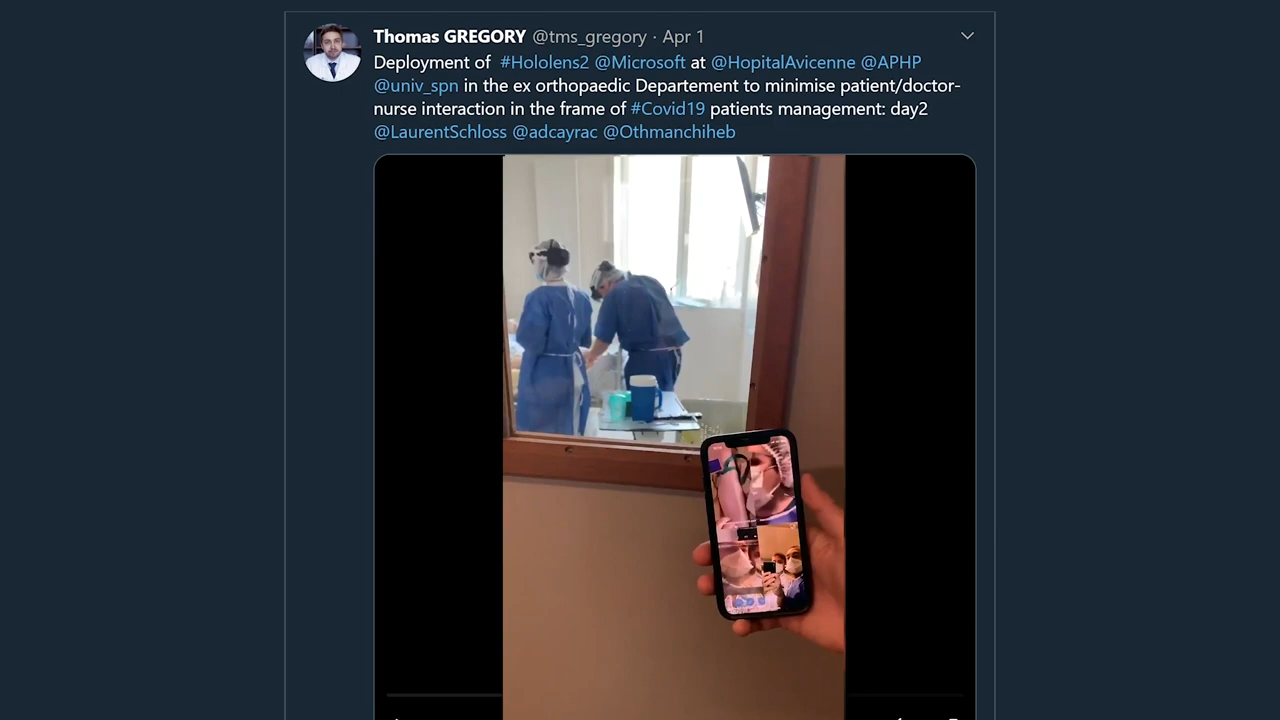 Thomas GREGORY @tms_gregory · Apr 1
Deployment of #Hololens2 @Microsoft at @HopitalAvicenne @APHP
@univ_spn in the ex orthopaedic Departement to minimise patient/doctor-
nurse interaction in the frame of #Covid19 patients management: day2
@LaurentSchloss @adcayrac @Othmanchiheb